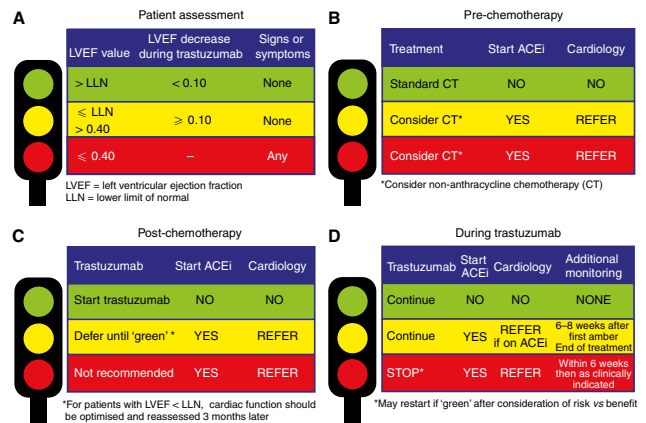 A
Patient assessment
LVEF value
LVEF decrease
during trastuzumab
Signs or
symptoms
> LLN
< 0.10
None
⩽ LLN
> 0.40
⩾ 0.10
None
⩽ 0.40
–
Any
LVEF = left ventricular ejection fraction
LLN = lower limit of normal
B
Pre-chemotherapy
Treatment
Start ACEi
Cardiology
Standard CT
NO
NO
Consider CT*
YES
REFER
Consider CT*
YES
REFER
*Consider non-anthracycline chemotherapy (CT)
C
Post-chemotherapy
Trastuzumab
Start ACEi
Cardiology
Start trastuzumab
NO
NO
Defer until ‘green’ *
YES
REFER
Not recommended
YES
REFER
*For patients with LVEF < LLN, cardiac function should
be optimised and reassessed 3 months later
D
During trastuzumab
Trastuzumab
Start
ACEi
Cardiology
Additional
monitoring
Continue
NO
NO
NONE
Continue
YES
REFER
if on ACEi
6–8 weeks after
first amber
End of treatment
STOP*
YES
REFER
Within 6 weeks
then as clinically
indicated
*May restart if ‘green’ after consideration of risk vs benefit